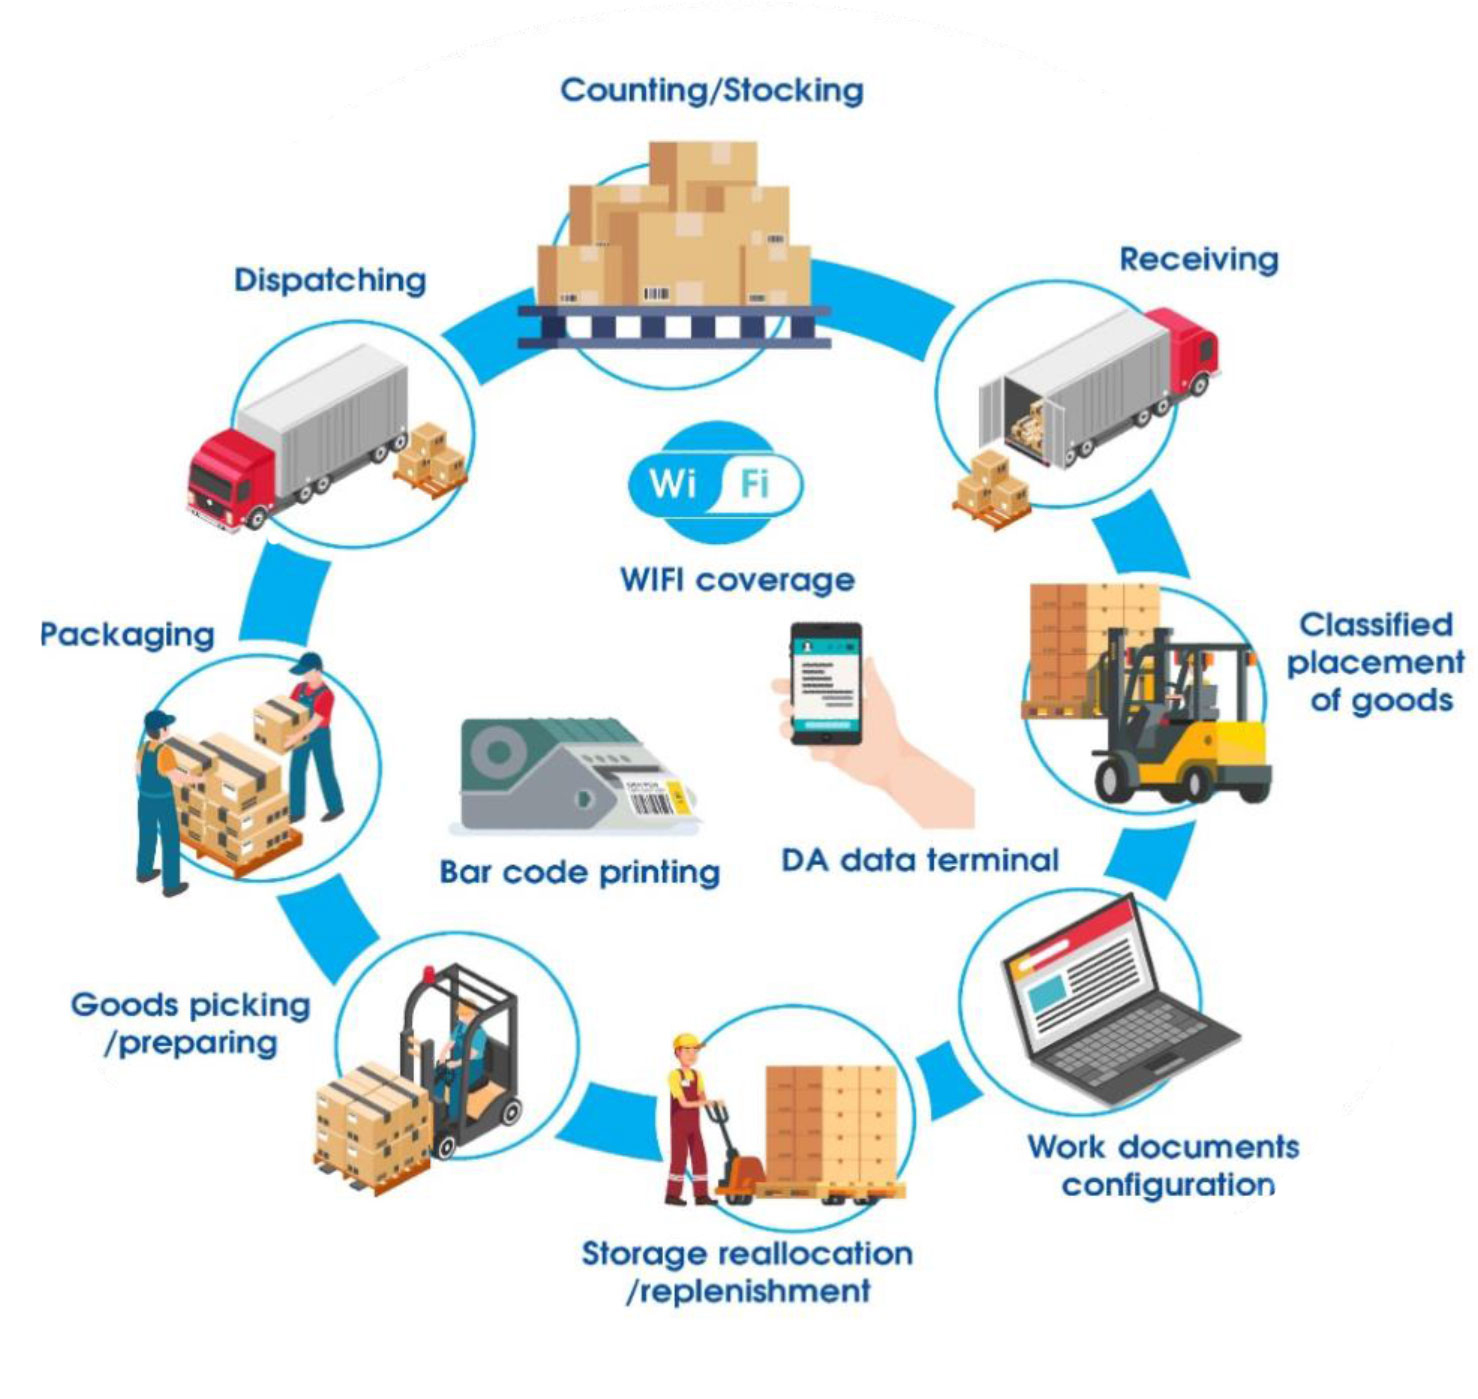 Counting/Stocking
Dispatching
Receiving
Wi Fi
WIFI coverage
Classified
placement
of goods
Packaging
Bar code printing
DA data terminal
Goods picking
/preparing
Work documents
configuration
Storage reallocation
/replenishment